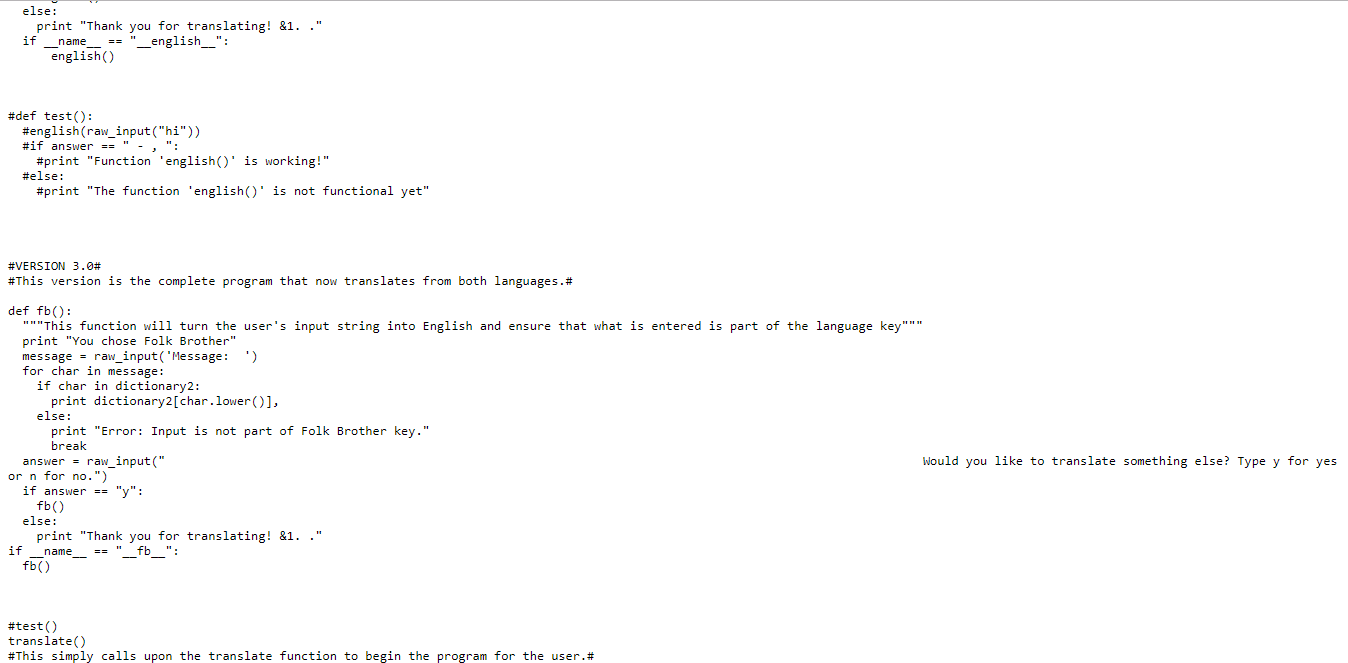 else:
    print "Thank you for translating! &1. ."
  if __name__ == "__english__":
      english()
#def test():
  #english(raw_input("hi"))
  #if answer == " - , ":
    #print "Function 'english()' is working!"
  #else:
    #print "The function 'english()' is not functional yet"
#VERSION 3.0#
#This version is the complete program that now translates from both languages.#
def fb():
  """This function will turn the user's input string into English and ensure that what is entered is part of the language key"""
  print "You chose Folk Brother"
  message = raw_input('Message:  ')
  for char in message:
    if char in dictionary2:
      print dictionary2[char.lower()],
    else:
      print "Error: Input is not part of Folk Brother key."
      break
  answer = raw_input("                                                                                                          Would you like to translate something else? Type y for yes
or n for no.")
  if answer == "y":
    fb()
  else:
    print "Thank you for translating! &1. ."
if __name__ == "__fb__":
  fb()
#test()
translate()
#This simply calls upon the translate function to begin the program for the user.#